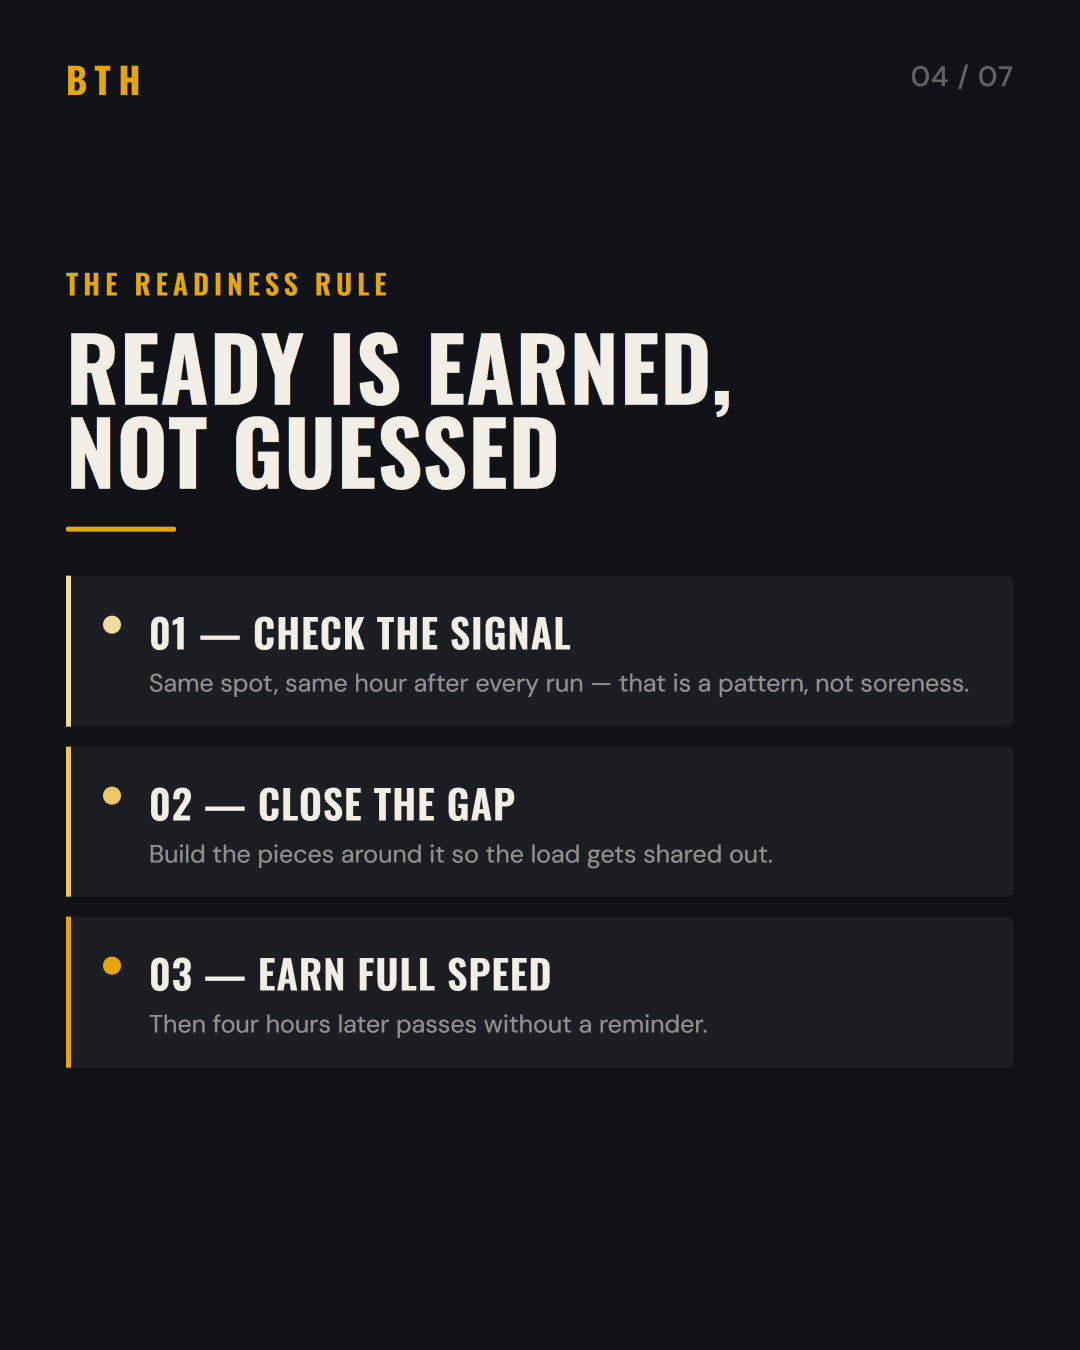 BTH
04 / 07
THE READINESS RULE
READY IS EARNED,
NOT GUESSED
01 — CHECK THE SIGNAL
Same spot, same hour after every run — that is a pattern, not soreness.
02 — CLOSE THE GAP
Build the pieces around it so the load gets shared out.
03 — EARN FULL SPEED
Then four hours later passes without a reminder.